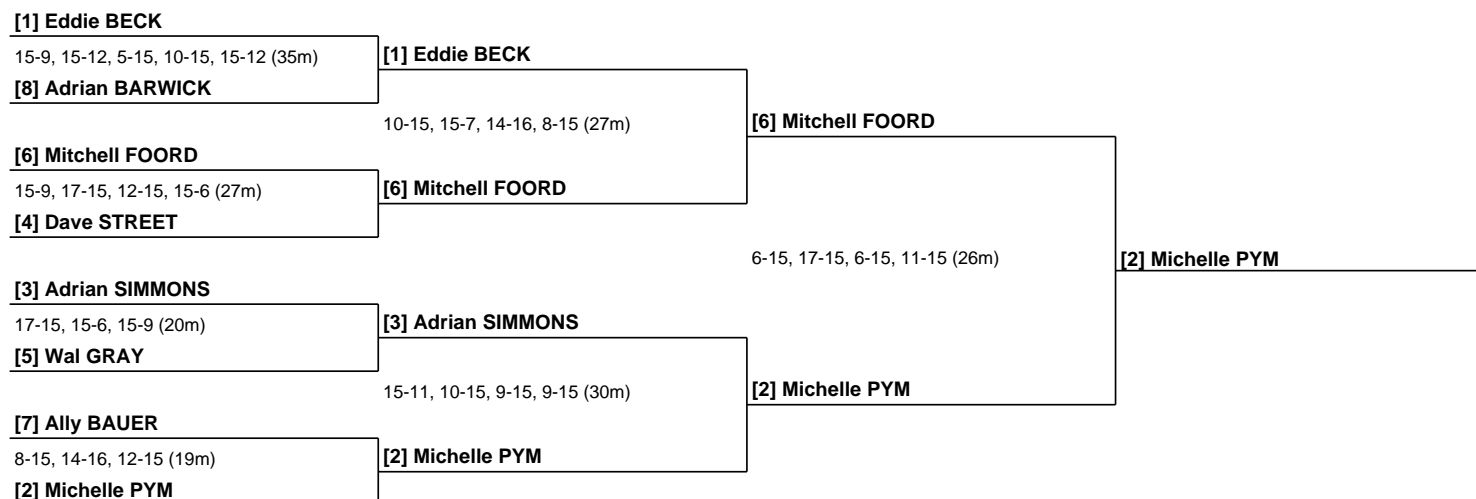 [1] Eddie BECK
15-9, 15-12, 5-15, 10-15, 15-12 (35m)
[8] Adrian BARWICK
[1] Eddie BECK
10-15, 15-7, 14-16, 8-15 (27m)
[6] Mitchell FOORD
15-9, 17-15, 12-15, 15-6 (27m)
[4] Dave STREET
[6] Mitchell FOORD
[6] Mitchell FOORD
6-15, 17-15, 6-15, 11-15 (26m)
[2] Michelle PYM
[3] Adrian SIMMONS
17-15, 15-6, 15-9 (20m)
[5] Wal GRAY
[3] Adrian SIMMONS
15-11, 10-15, 9-15, 9-15 (30m)
[2] Michelle PYM
[7] Ally BAUER
8-15, 14-16, 12-15 (19m)
[2] Michelle PYM
[2] Michelle PYM